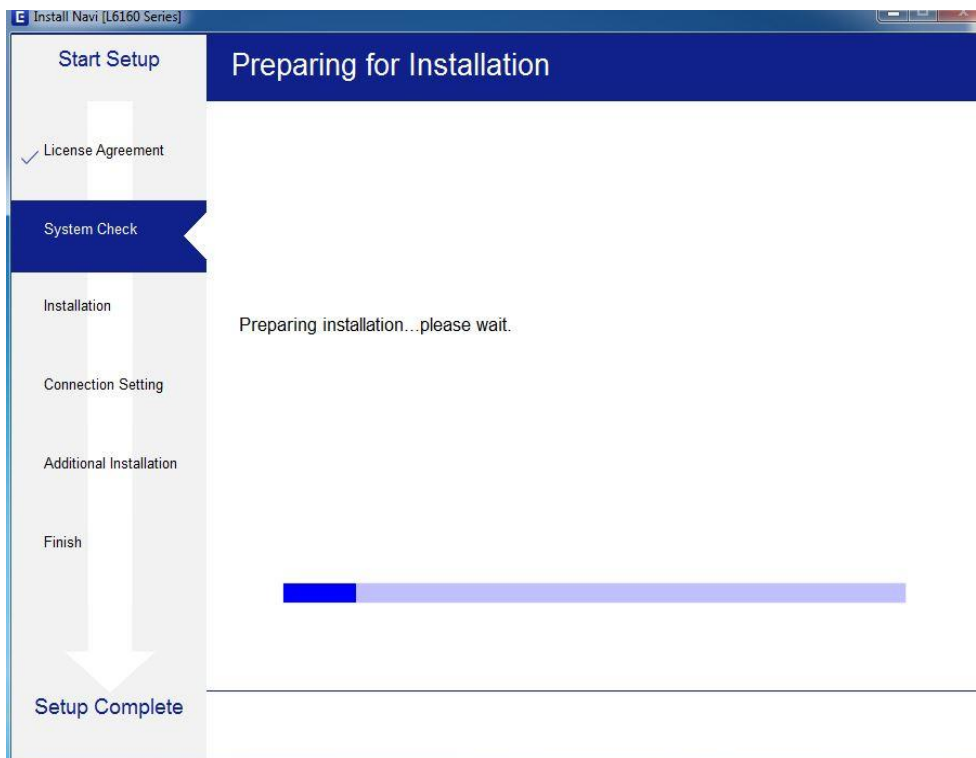 E Install Navi [L6160 Series]
Start Setup
Preparing for Installation
License Agreement
System Check
Installation
Preparing installation...please wait.
Connection Setting
Additional Installation
Finish
Setup Complete